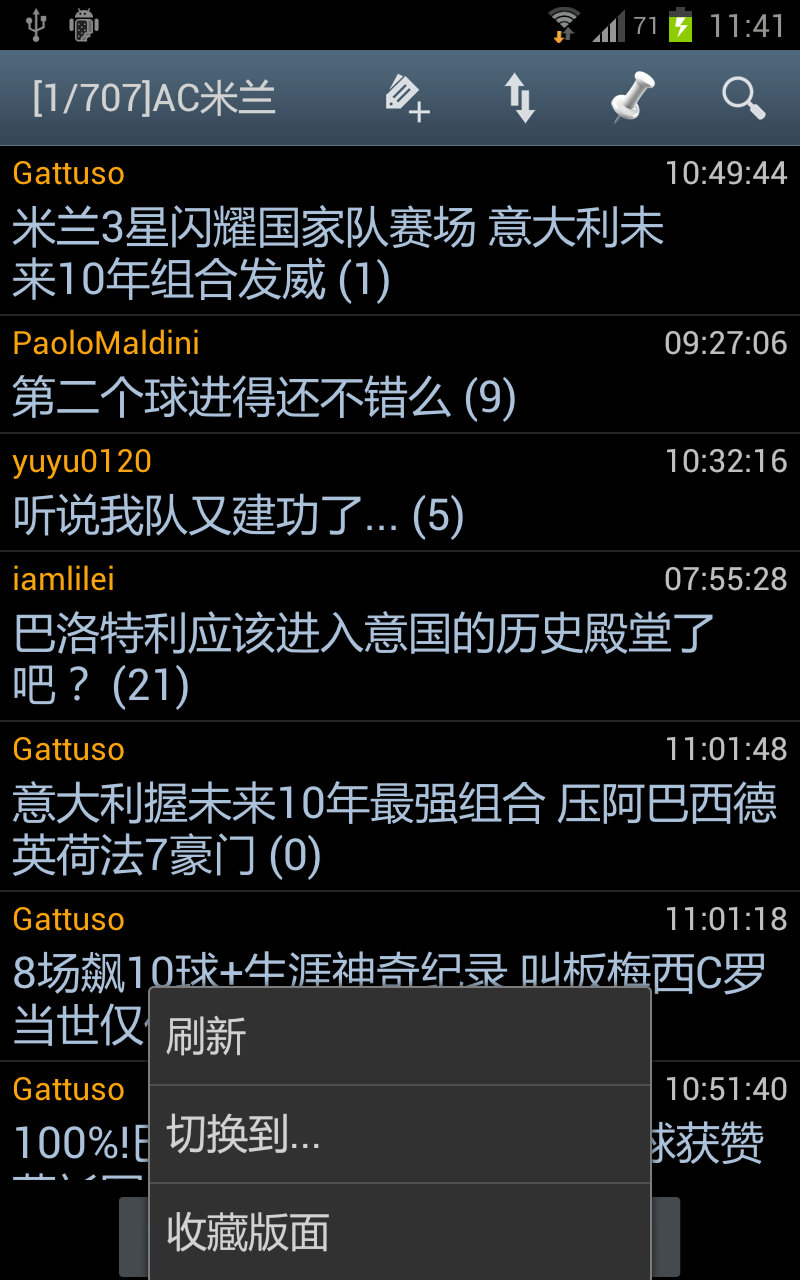 71 11:41
[1/707]AC米兰
Gattuso 10:49:44
米兰3星闪耀国家队赛场 意大利未
来10年组合发威 (1)
PaoloMaldini 09:27:06
第二个球进得还不错么 (9)
yuyu0120 10:32:16
听说我队又建功了... (5)
iamlilei 07:55:28
巴洛特利应该进入意国的历史殿堂了
吧？ (21)
Gattuso 11:01:48
意大利握未来10年最强组合 压阿巴西德
英荷法7豪门 (0)
Gattuso 11:01:18
8场飙10球+生涯神奇纪录 叫板梅西C罗
当世仅
Gattuso 10:51:40
100%!
球获赞
刷新
切换到...
收藏版面